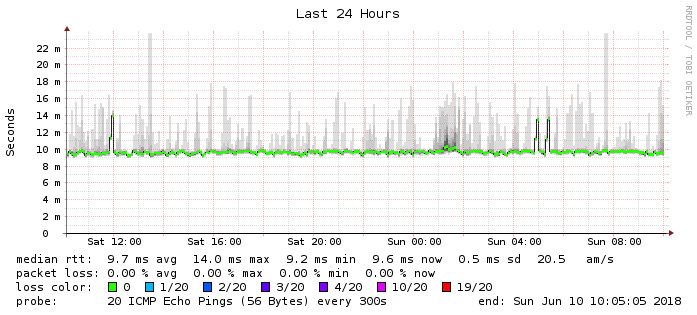 Last 24 Hours
RRDTOOL / TOBI OETIKER
Seconds
22 m
20 m
18 m
16 m
14 m
12 m
10 m
8 m
6 m
4 m
2 m
0
Sat 12:00 Sat 16:00 Sat 20:00 Sun 00:00 Sun 04:00 Sun 08:00
median rtt: 9.7 ms avg 14.0 ms max 9.2 ms min 9.6 ms now 0.5 ms sd 20.5 am/s
packet loss: 0.00 % avg 0.00 % max 0.00 % min 0.00 % now
loss color: 0 1/20 2/20 3/20 4/20 10/20 19/20
probe: 20 ICMP Echo Pings (56 Bytes) every 300s end: Sun Jun 10 10:05:05 2018